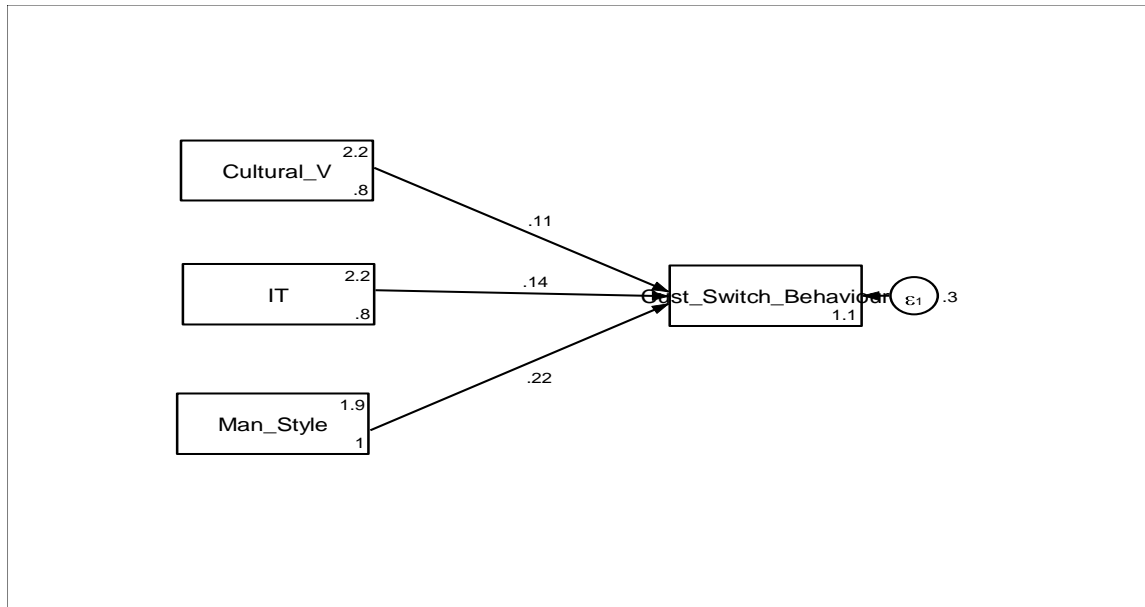 2.2
Cultural_V
.8
.11
2.2
IT
.8
.14
Cust_Switch_Behaviour
1.1
ε1
.3
.22
1.9
Man_Style
1